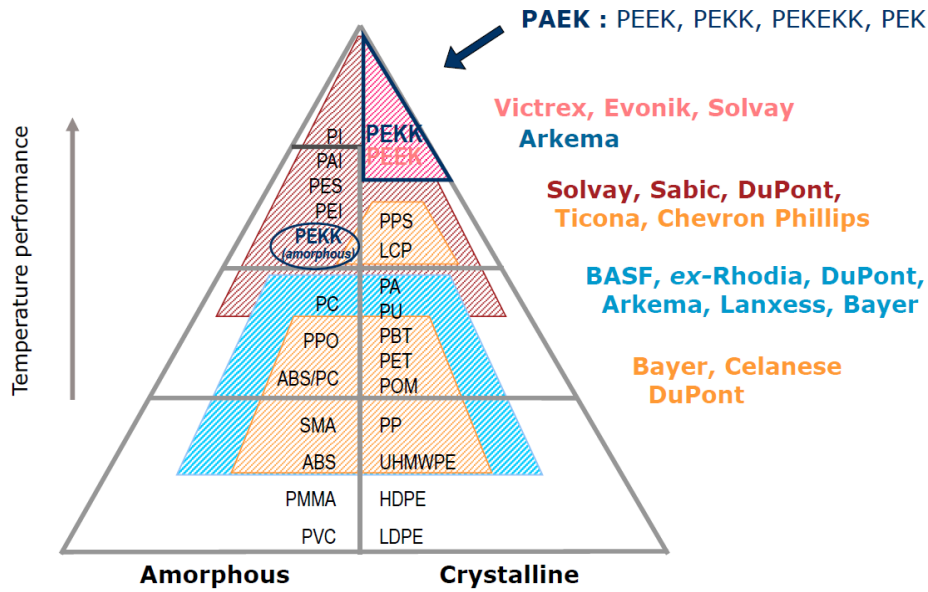 PAEK : PEEK, PEKK, PEKEKK, PEK
Victrex, Evonik, Solvay
Arkema
Solvay, Sabic, DuPont,
Ticona, Chevron Phillips
BASF, ex-Rhodia, DuPont,
Arkema, Lanxess, Bayer
Bayer, Celanese
DuPont
Temperature performance
PI
PAI
PES
PEI
PEKK
(amorphous)
PC
PPO
ABS/PC
SMA
ABS
PMMA
PVC
PEKK
PEEK
PPS
LCP
PA
PU
PBT
PET
POM
PP
UHMWPE
HDPE
LDPE
Amorphous
Crystalline